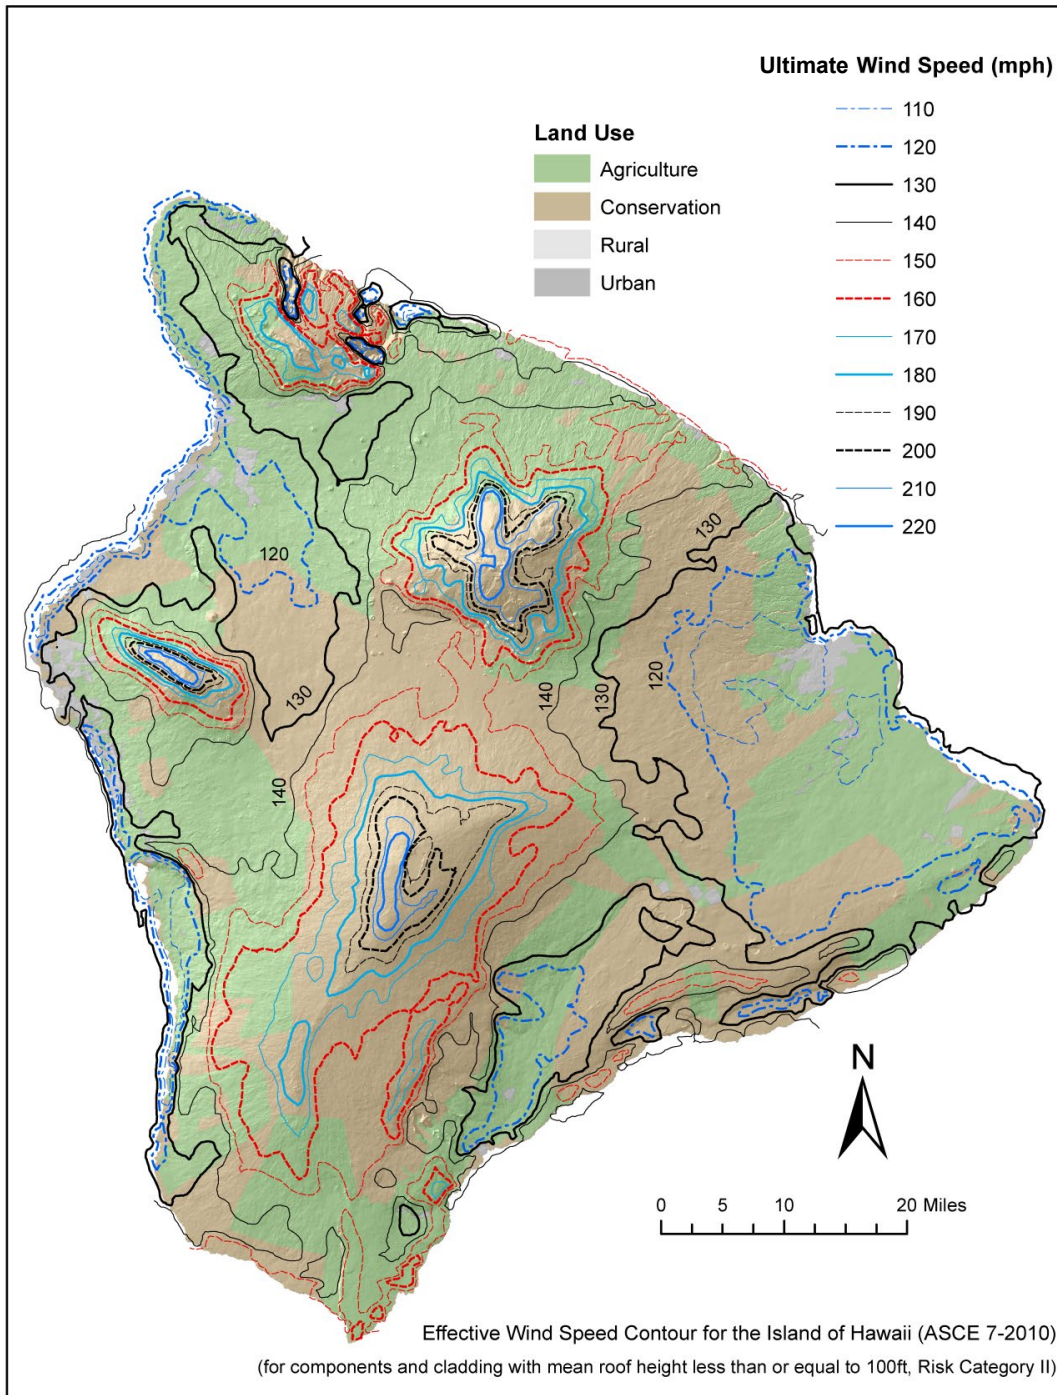 Ultimate Wind Speed (mph)
110
120
130
140
150
160
170
180
190
200
210
220
Land Use
Agriculture
Conservation
Rural
Urban
120
130
130
120
140
130
130
140
N
0 5 10 20 Miles
Effective Wind Speed Contour for the Island of Hawaii (ASCE 7-2010)
(for components and cladding with mean roof height less than or equal to 100ft, Risk Category II)